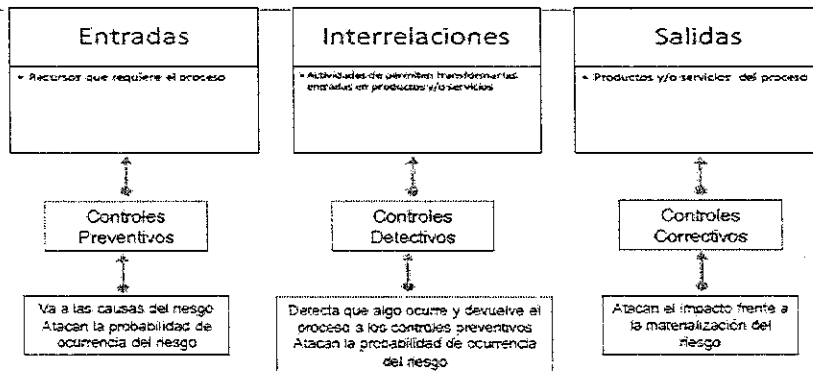 Entradas
• Recursos que requiere el proceso
Controles
Preventivos
Va a las causas del riesgo
Atacan la probabilidad de
ocurrencia del riesgo
Interrelaciones
• Actividades de permiten transformar las
entradas en productos y/o servicios
Controles
Detectivos
Detecta que algo ocurre y devuelve el
proceso a los controles preventivos
Atacan la probabilidad de ocurrencia
del riesgo
Salidas
• Productos y/o servicios del proceso
Controles
Correctivos
Atacan el impacto frente a
la materialización del
riesgo